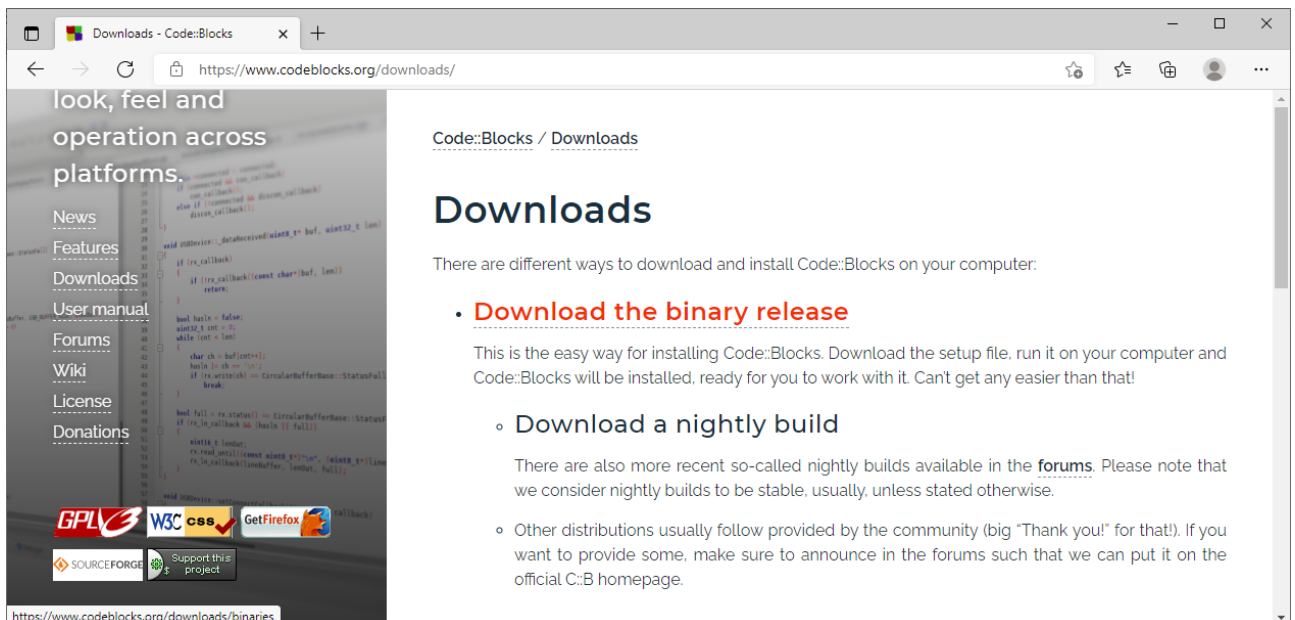 Downloads - Code::Blocks
https://www.codeblocks.org/downloads/
look, feel and
operation across
platforms.
News
Features
Downloads
User manual
Forums
Wiki
License
Donations
GPL 3
W3C css
GetFirefox
SOURCEFORGE
Support this
project
https://www.codeblocks.org/downloads/binaries
Code::Blocks / Downloads
Downloads
There are different ways to download and install Code::Blocks on your computer:
• Download the binary release
This is the easy way for installing Code::Blocks. Download the setup file, run it on your computer and
Code::Blocks will be installed, ready for you to work with it. Can't get any easier than that!
Download a nightly build
There are also more recent so-called nightly builds available in the forums. Please note that
we consider nightly builds to be stable, usually, unless stated otherwise.
Other distributions usually follow provided by the community (big “Thank you!” for that!). If you
want to provide some, make sure to announce in the forums such that we can put it on the
official C::B homepage.